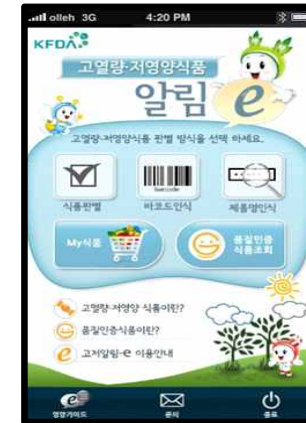 olleh 3G 4:20 PM
KFDA
고열량·저영양식품
알림 e
고열량·저영양식품 판별 방식을 선택 하세요.
barcode
식품판별 바코드인식 제품명인식
My식품 품질인증
식품조회
고열량·저영양 식품이란?
품질인증식품이란?
고저알림-e 이용안내
영양가이드 문의 종료